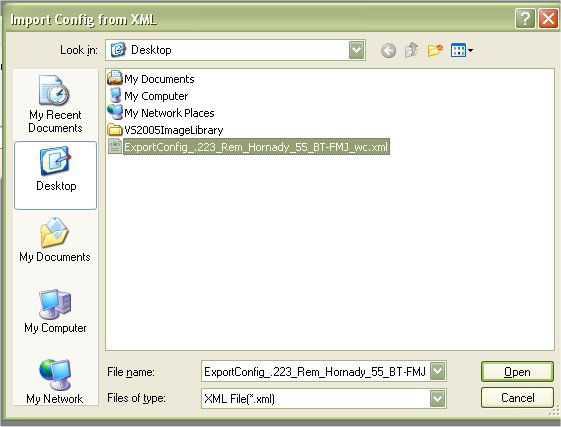 Import Config from XML
Look in: Desktop
My Recent
Documents
Desktop
My Documents
My Computer
My Network
My Documents
My Computer
My Network Places
VS2005ImageLibrary
ExportConfig_.223_Rem_Hornady_55_BT-FMJ_wc.xml
File name: ExportConfig_.223_Rem_Hornady_55_BT-FMJ Open
Files of type: XML File(*.xml) Cancel